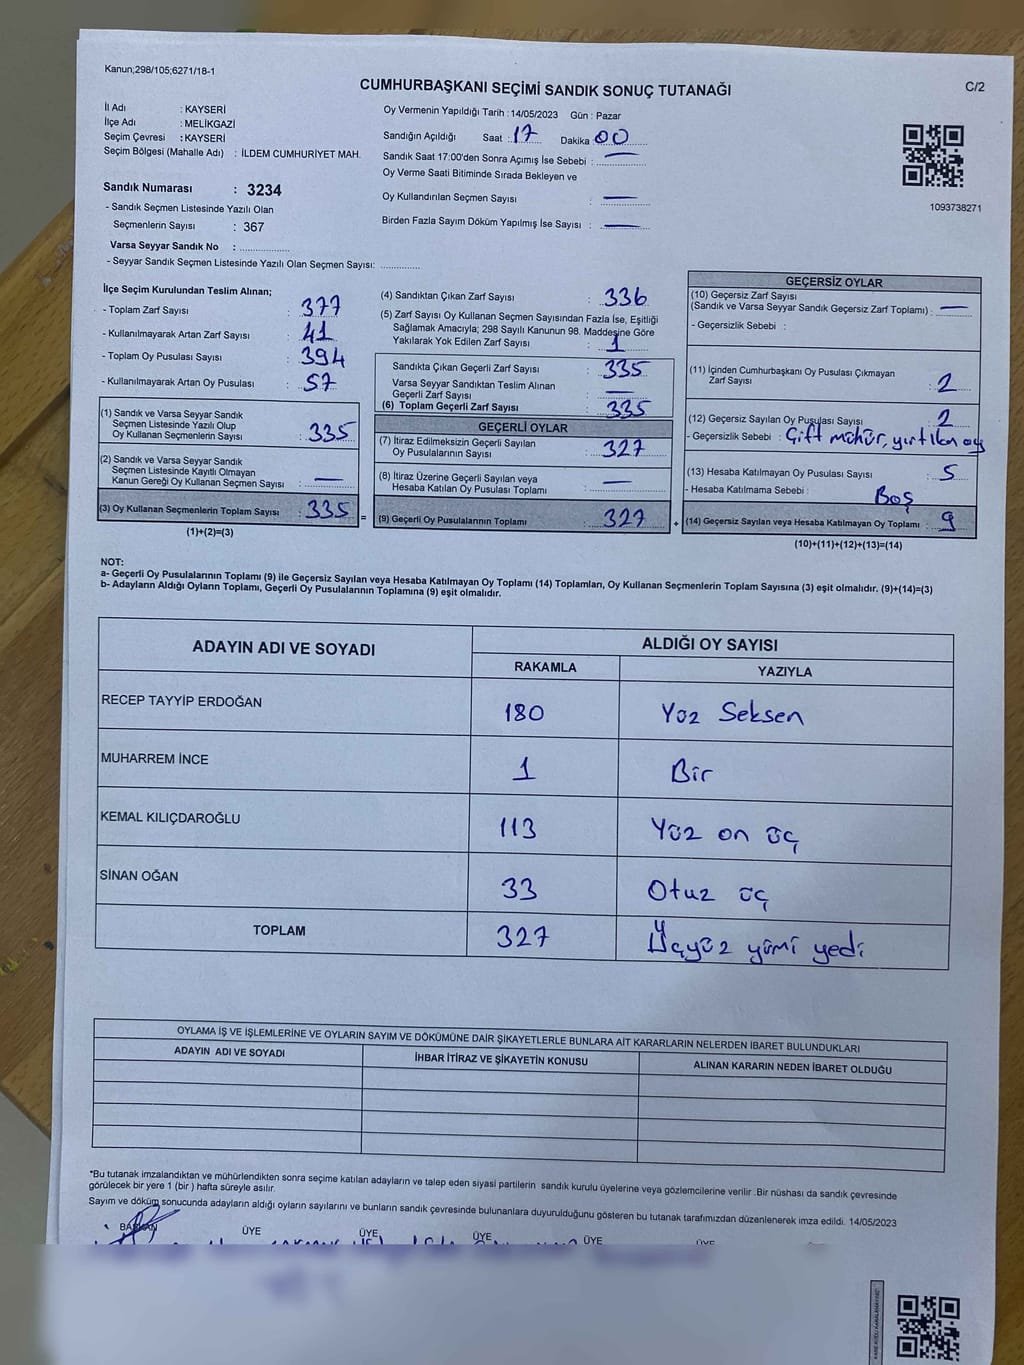 Kanun;298/105;6271/18-1
C/2
CUMHURBAŞKANI SEÇİMİ SANDIK SONUÇ TUTANAĞI
İl Adı : KAYSERİ
İlçe Adı : MELİKGAZİ
Seçim Çevresi : KAYSERİ
Seçim Bölgesi (Mahalle Adı) : İLDEM CUMHURİYET MAH.
Sandık Numarası : 3234
- Sandık Seçmen Listesinde Yazılı Olan
Seçmenlerin Sayısı : 367
Varsa Seyyar Sandık No : ................
- Seyyar Sandık Seçmen Listesinde Yazılı Olan Seçmen Sayısı: .............
Oy Vermenin Yapıldığı Tarih : 14/05/2023 Gün : Pazar
Sandığın Açıldığı Saat : 17 Dakika : 00
Sandık Saat 17:00'den Sonra Açımış İse Sebebi : —
Oy Verme Saati Bitiminde Sırada Bekleyen ve
Oy Kullandırılan Seçmen Sayısı : —
Birden Fazla Sayım Döküm Yapılmış İse Sayısı : —
1093738271
İlçe Seçim Kurulundan Teslim Alınan;
- Toplam Zarf Sayısı : 377
- Kullanılmayarak Artan Zarf Sayısı : 41
- Toplam Oy Pusulası Sayısı : 394
- Kullanılmayarak Artan Oy Pusulası : 57
(1) Sandık ve Varsa Seyyar Sandık
Seçmen Listesinde Yazılı Olup
Oy Kullanan Seçmenlerin Sayısı : 335
(2) Sandık ve Varsa Seyyar Sandık
Seçmen Listesinde Kayıtlı Olmayan
Kanun Gereği Oy Kullanan Seçmen Sayısı : —
(3) Oy Kullanan Seçmenlerin Toplam Sayısı : 335
(1)+(2)=(3)
=
(4) Sandıktan Çıkan Zarf Sayısı : 336
(5) Zarf Sayısı Oy Kullanan Seçmen Sayısından Fazla İse, Eşitliği
Sağlamak Amacıyla; 298 Sayılı Kanunun 98. Maddesine Göre
Yakılarak Yok Edilen Zarf Sayısı : 1
Sandıkta Çıkan Geçerli Zarf Sayısı : 335
Varsa Seyyar Sandıktan Teslim Alınan
Geçerli Zarf Sayısı : —
(6) Toplam Geçerli Zarf Sayısı : 335
GEÇERLİ OYLAR
(7) İtiraz Edilmeksizin Geçerli Sayılan
Oy Pusulalarının Sayısı : 327
(8) İtiraz Üzerine Geçerli Sayılan veya
Hesaba Katılan Oy Pusulası Toplamı : —
(9) Geçerli Oy Pusulalarının Toplamı : 327
+
GEÇERSİZ OYLAR
(10) Geçersiz Zarf Sayısı
(Sandık ve Varsa Seyyar Sandık Geçersiz Zarf Toplamı) : —
- Geçersizlik Sebebi :
(11) İçinden Cumhurbaşkanı Oy Pusulası Çıkmayan
Zarf Sayısı : 2
(12) Geçersiz Sayılan Oy Pusulası Sayısı : 2
- Geçersizlik Sebebi : Çift mühür, yırtılan oy
(13) Hesaba Katılmayan Oy Pusulası Sayısı : 5
- Hesaba Katılmama Sebebi : Boş
(14) Geçersiz Sayılan veya Hesaba Katılmayan Oy Toplamı : 9
(10)+(11)+(12)+(13)=(14)
NOT:
a- Geçerli Oy Pusulalarının Toplamı (9) ile Geçersiz Sayılan veya Hesaba Katılmayan Oy Toplamı (14) Toplamları, Oy Kullanan Seçmenlerin Toplam Sayısına (3) eşit olmalıdır. (9)+(14)=(3)
b- Adayların Aldığı Oyların Toplamı, Geçerli Oy Pusulalarının Toplamına (9) eşit olmalıdır.
ADAYIN ADI VE SOYADI
ALDIĞI OY SAYISI
RAKAMLA YAZIYLA
RECEP TAYYİP ERDOĞAN 180 Yüz Seksen
MUHARREM İNCE 1 Bir
KEMAL KILIÇDAROĞLU 113 Yüz on üç
SİNAN OĞAN 33 Otuz üç
TOPLAM 327 Üçyüz yümi yedi
OYLAMA İŞ VE İŞLEMLERİNE VE OYLARIN SAYIM VE DÖKÜMÜNE DAİR ŞİKAYETLERLE BUNLARA AİT KARARLARIN NELERDEN İBARET BULUNDUKLARI
ADAYIN ADI VE SOYADI İHBAR İTİRAZ VE ŞİKAYETİN KONUSU ALINAN KARARIN NEDEN İBARET OLDUĞU
*Bu tutanak imzalandıktan ve mühürlendikten sonra seçime katılan adayların ve talep eden siyasi partilerin sandık kurulu üyelerine veya gözlemcilerine verilir. Bir nüshası da sandık çevresinde
görülecek bir yere 1 (bir) hafta süreyle asılır.
Sayım ve döküm sonucunda adayların aldığı oyların sayılarını ve bunların sandık çevresinde bulunanlara duyurulduğunu gösteren bu tutanak tarafımızdan düzenlenerek imza edildi. 14/05/2023
BAŞKAN ÜYE ÜYE ÜYE ÜYE ÜYE